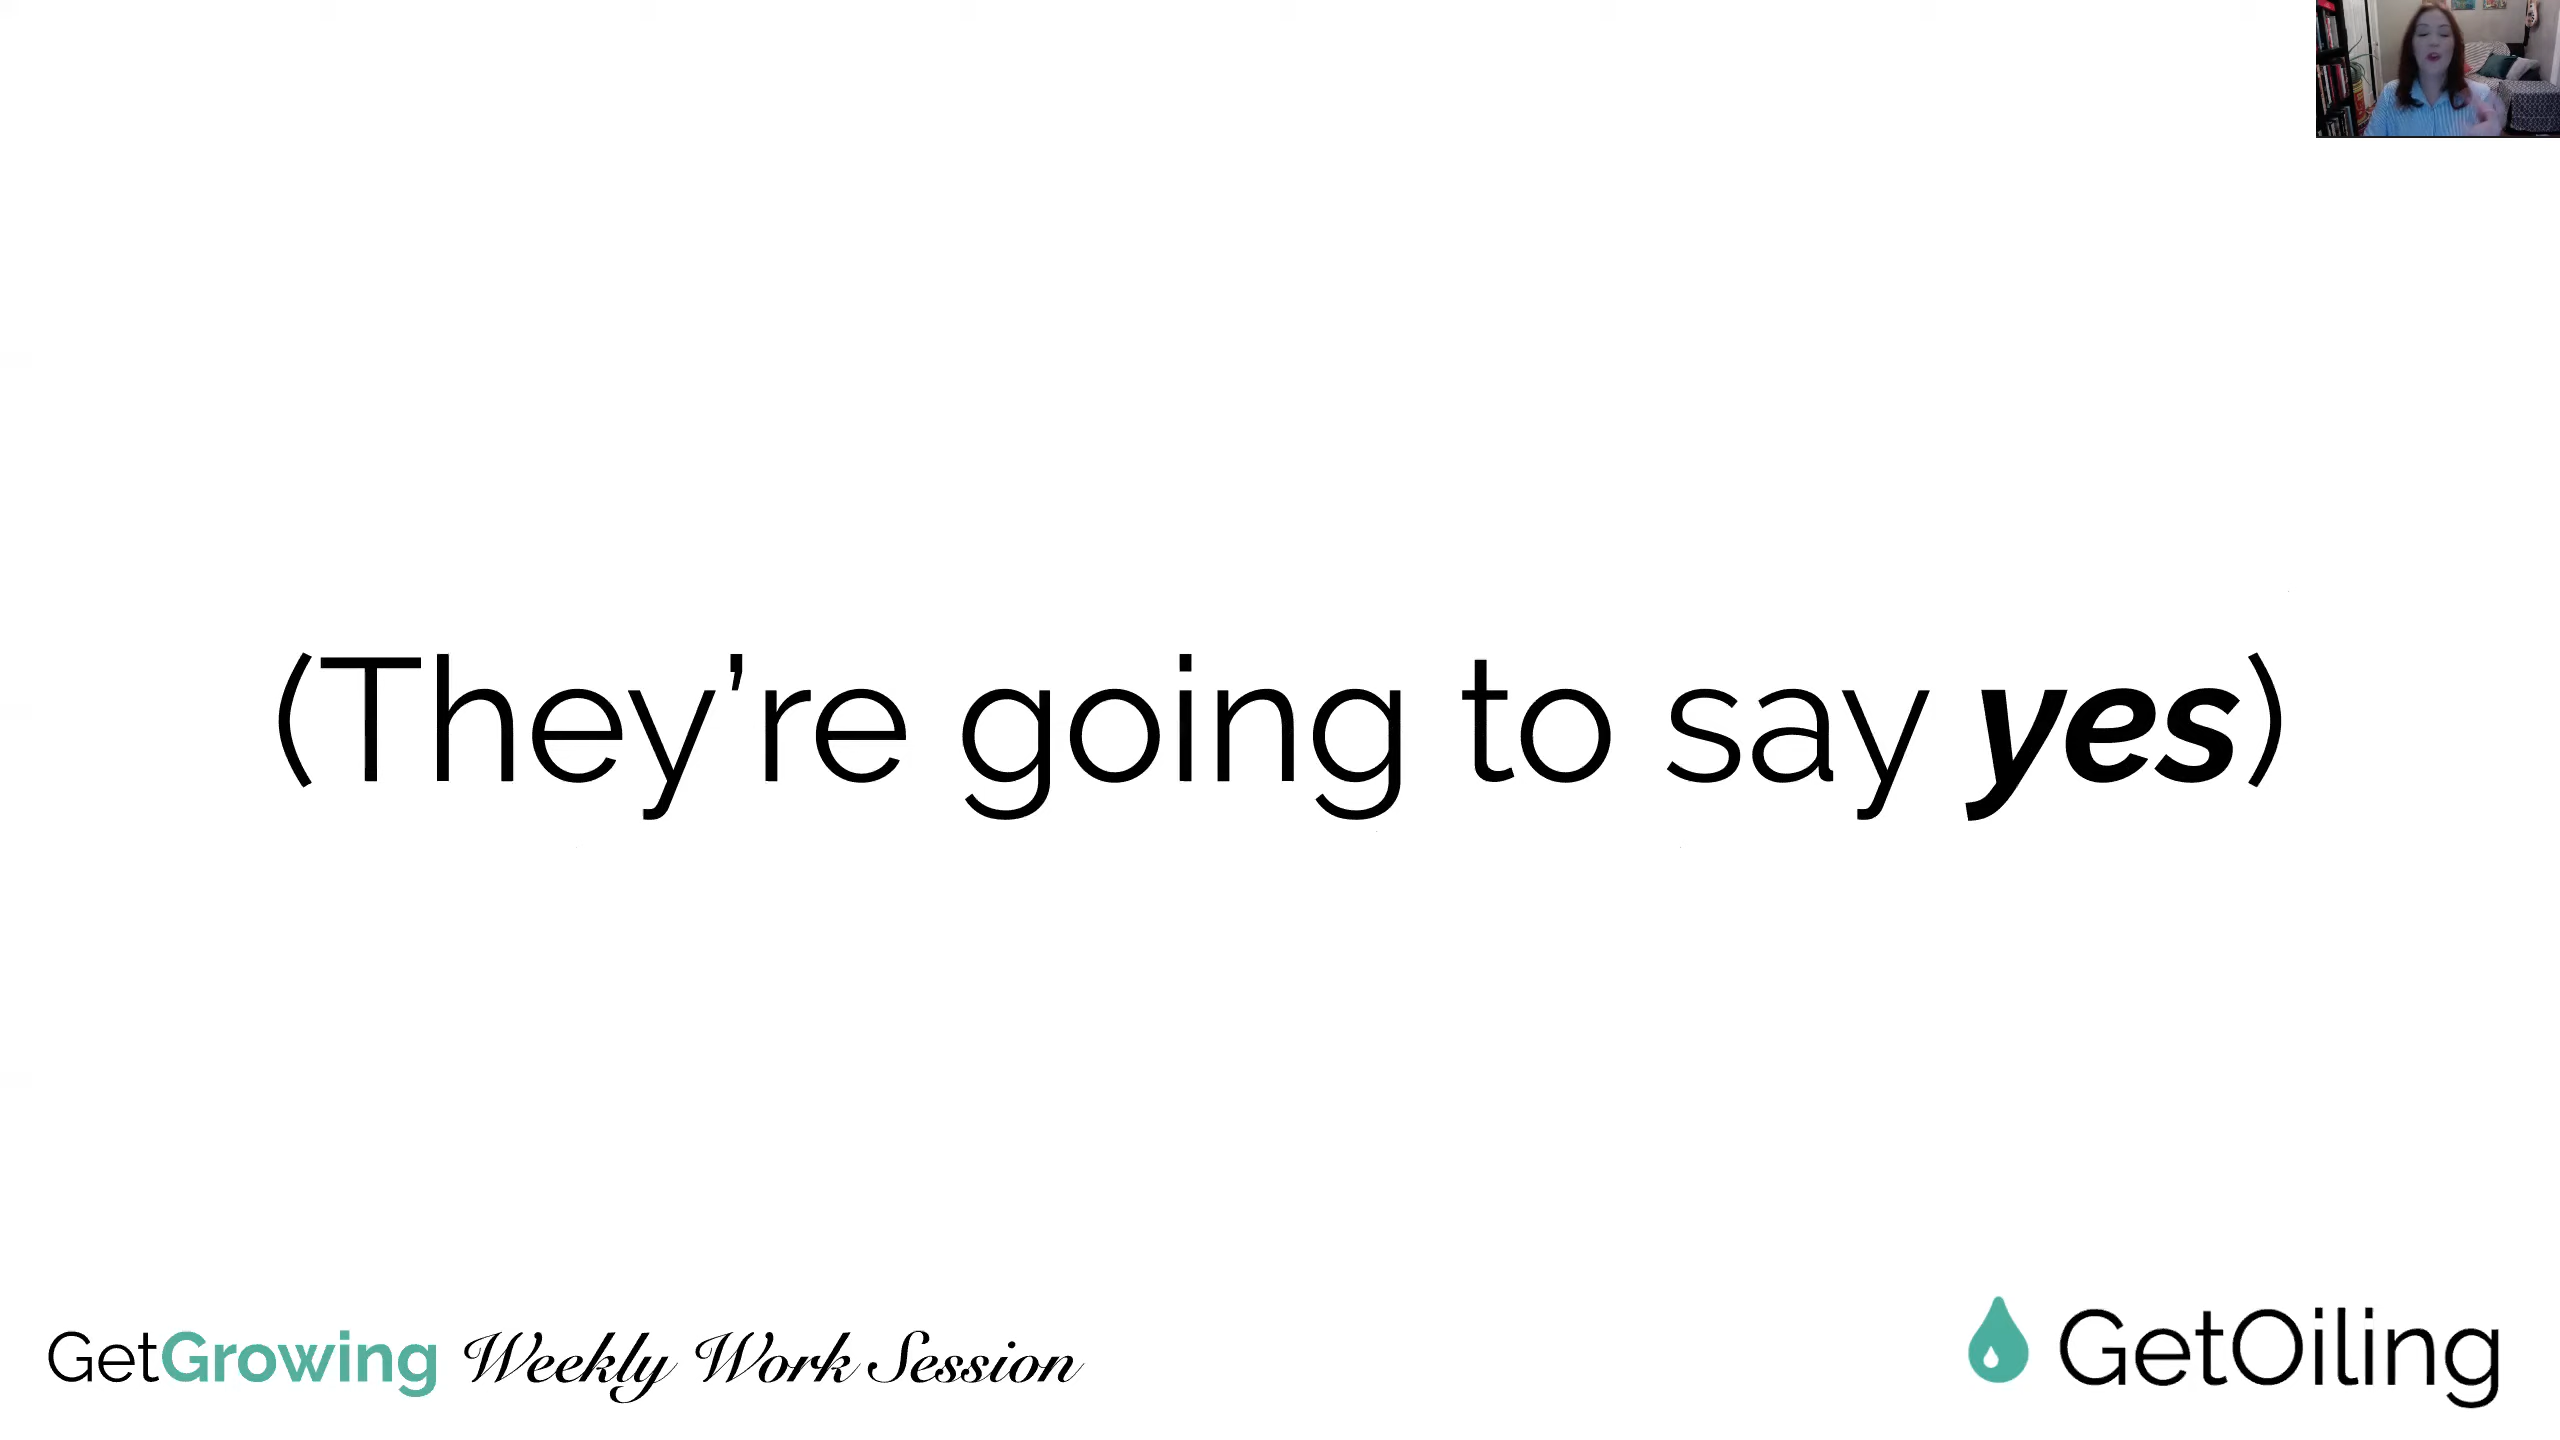 (They’re going to say yes)
GetGrowing Weekly Work Session
GetOiling